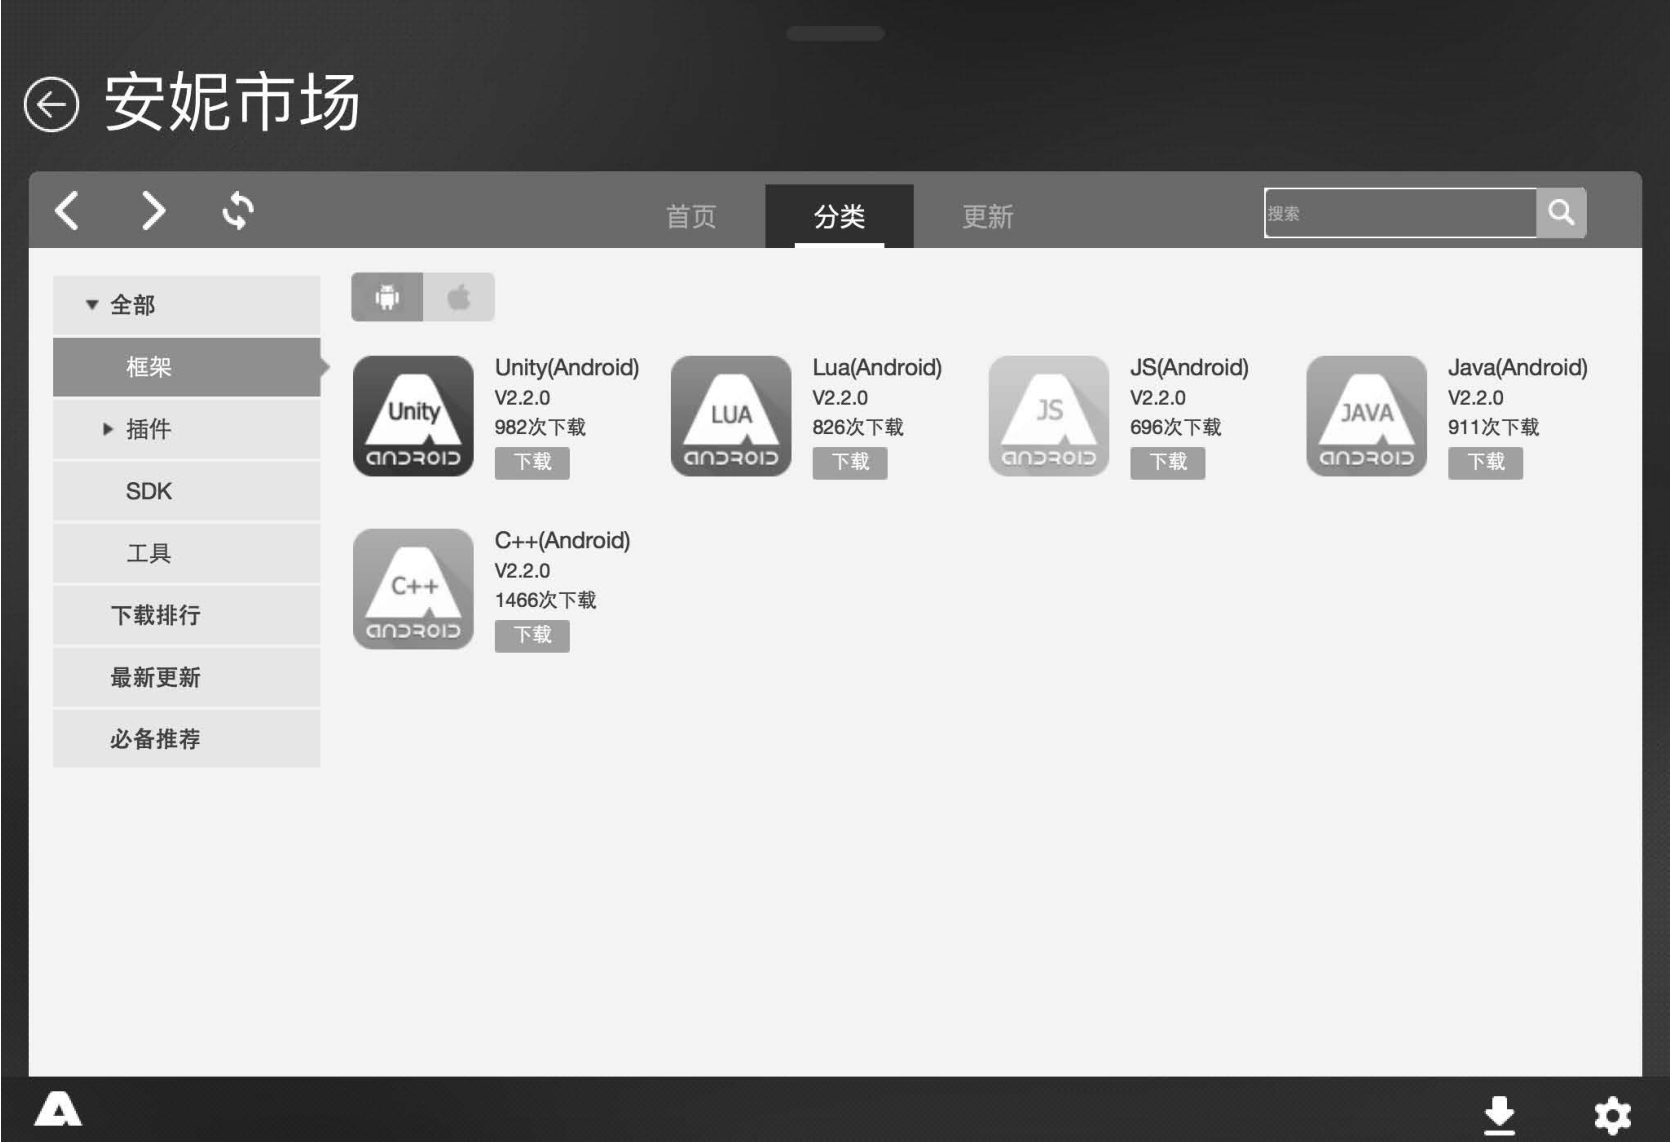 安妮市场
首页
分类
更新
搜索
全部
框架
插件
SDK
工具
下载排行
最新更新
必备推荐
Unity
ANDROID
Unity(Android)
V2.2.0
982次下载
下载
LUA
ANDROID
Lua(Android)
V2.2.0
826次下载
下载
JS
ANDROID
JS(Android)
V2.2.0
696次下载
下载
JAVA
ANDROID
Java(Android)
V2.2.0
911次下载
下载
C++
ANDROID
C++(Android)
V2.2.0
1466次下载
下载